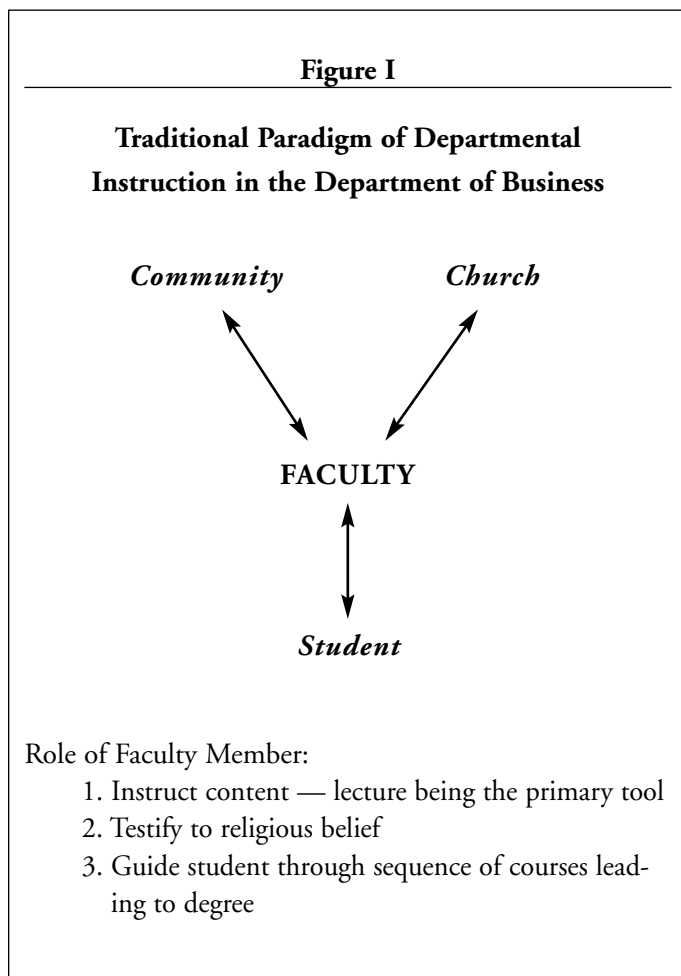 Figure I
Traditional Paradigm of Departmental
Instruction in the Department of Business
Community Church
FACULTY
Student
Role of Faculty Member:
1. Instruct content — lecture being the primary tool
2. Testify to religious belief
3. Guide student through sequence of courses lead-
ing to degree